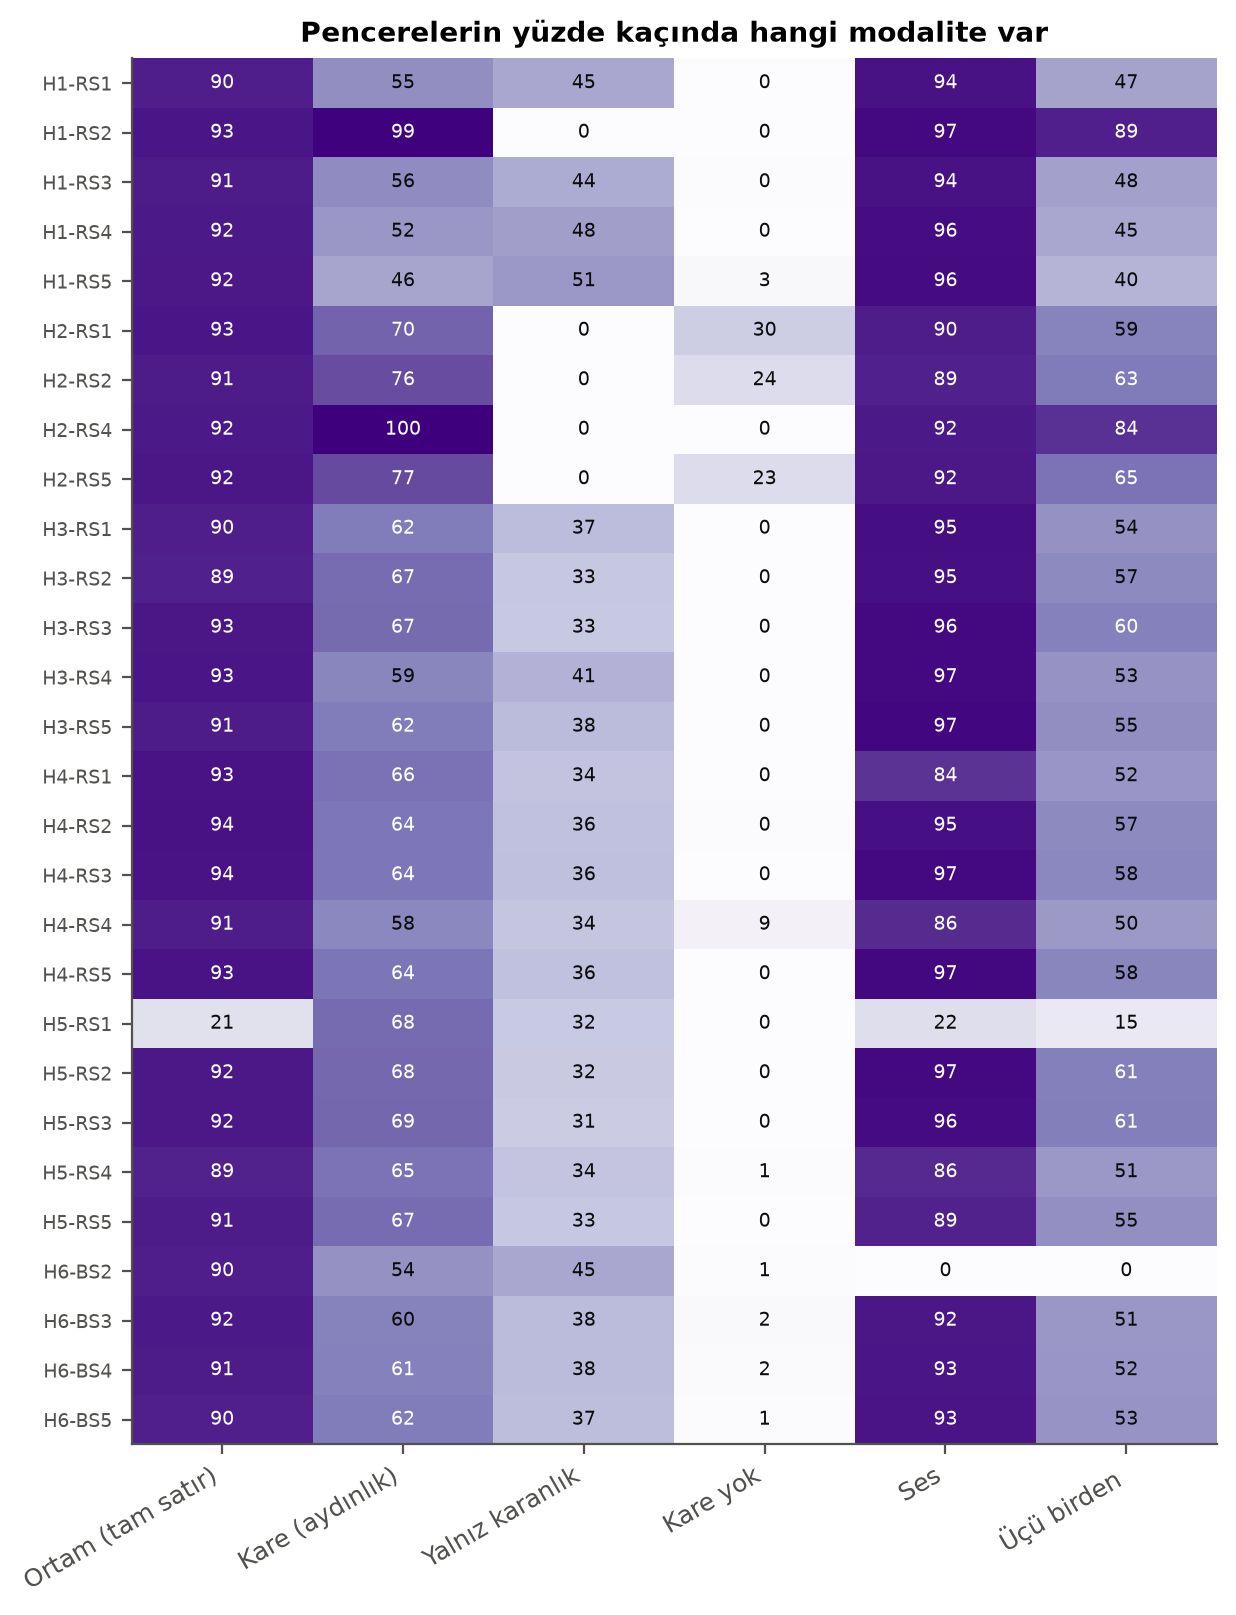 Pencerelerin yüzde kaçında hangi modalite var
H1-RS1 90 55 45 0 94 47
H1-RS2 93 99 0 0 97 89
H1-RS3 91 56 44 0 94 48
H1-RS4 92 52 48 0 96 45
H1-RS5 92 46 51 3 96 40
H2-RS1 93 70 0 30 90 59
H2-RS2 91 76 0 24 89 63
H2-RS4 92 100 0 0 92 84
H2-RS5 92 77 0 23 92 65
H3-RS1 90 62 37 0 95 54
H3-RS2 89 67 33 0 95 57
H3-RS3 93 67 33 0 96 60
H3-RS4 93 59 41 0 97 53
H3-RS5 91 62 38 0 97 55
H4-RS1 93 66 34 0 84 52
H4-RS2 94 64 36 0 95 57
H4-RS3 94 64 36 0 97 58
H4-RS4 91 58 34 9 86 50
H4-RS5 93 64 36 0 97 58
H5-RS1 21 68 32 0 22 15
H5-RS2 92 68 32 0 97 61
H5-RS3 92 69 31 0 96 61
H5-RS4 89 65 34 1 86 51
H5-RS5 91 67 33 0 89 55
H6-BS2 90 54 45 1 0 0
H6-BS3 92 60 38 2 92 51
H6-BS4 91 61 38 2 93 52
H6-BS5 90 62 37 1 93 53
Ortam (tam satır) Kare (aydınlık) Yalnız karanlık Kare yok Ses Üçü birden